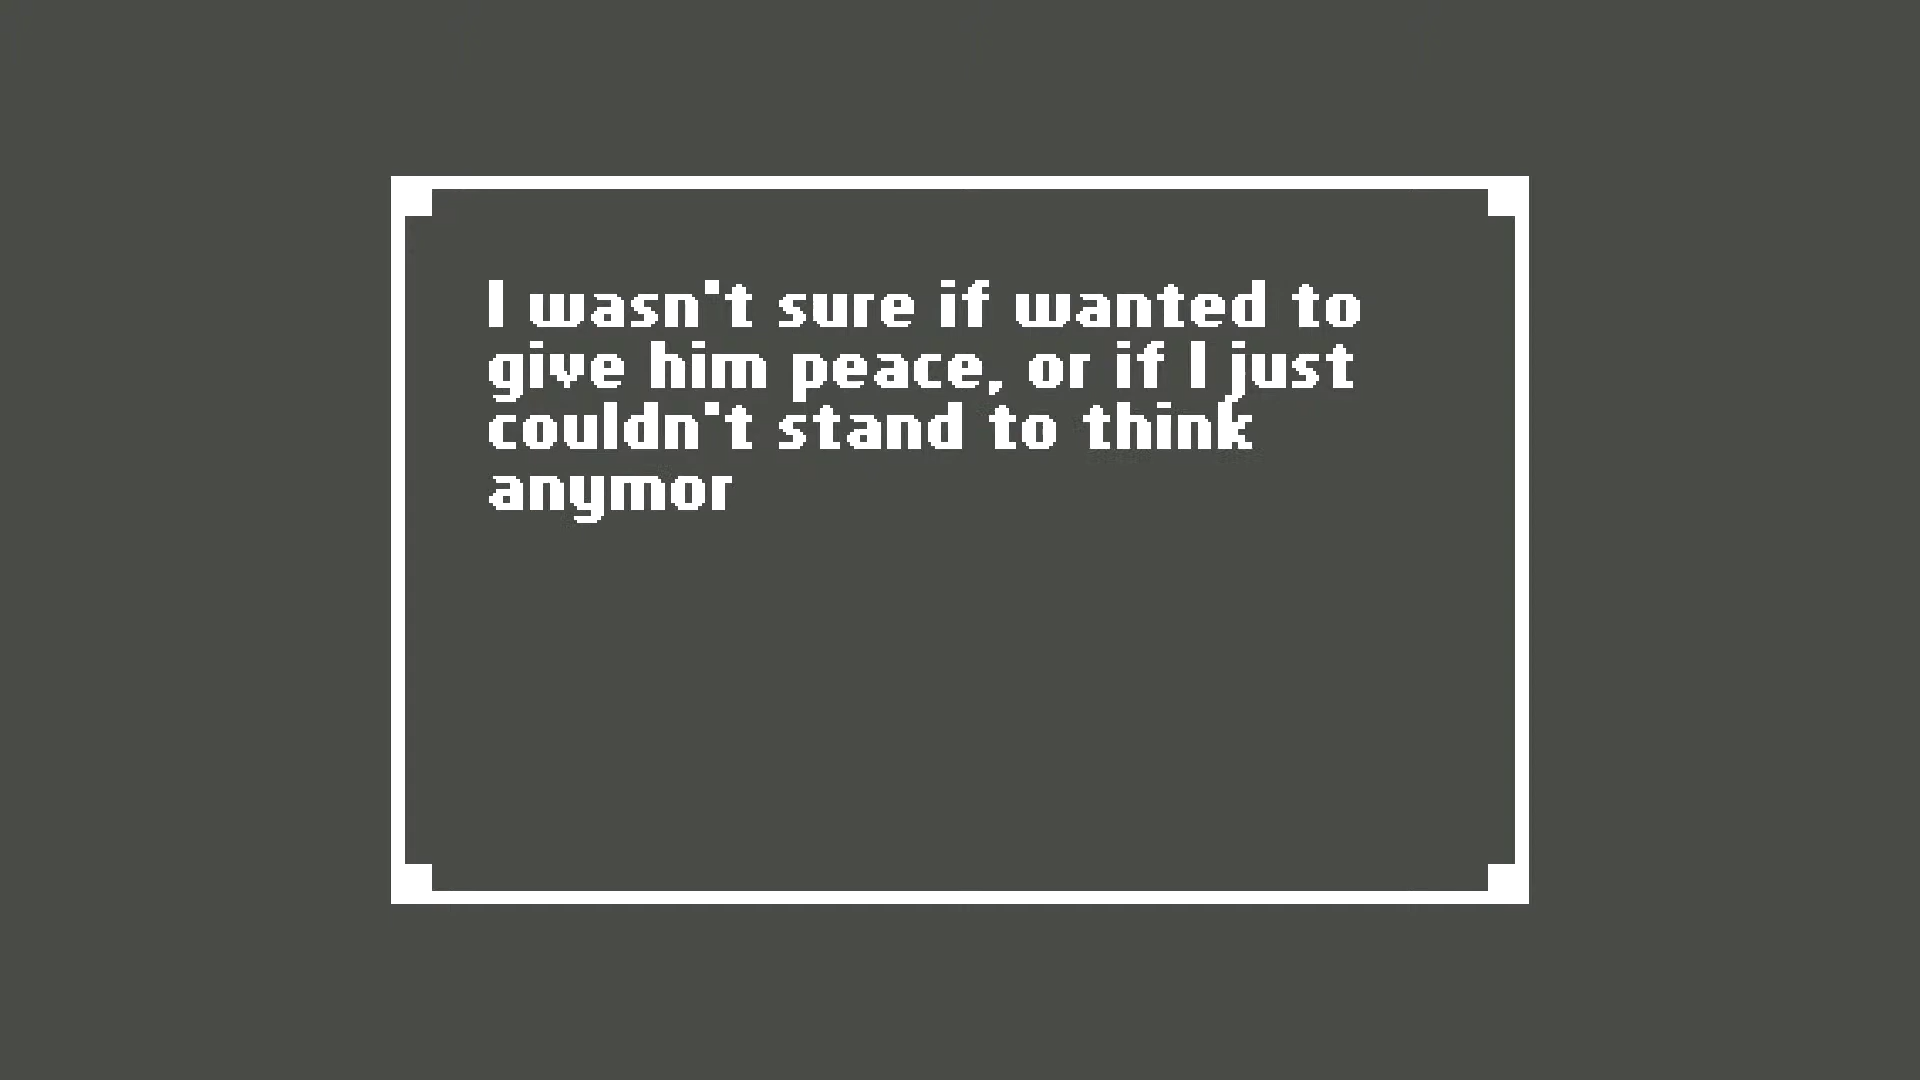 I wasn't sure if wanted to
give him peace, or if I just
couldn't stand to think
anymor